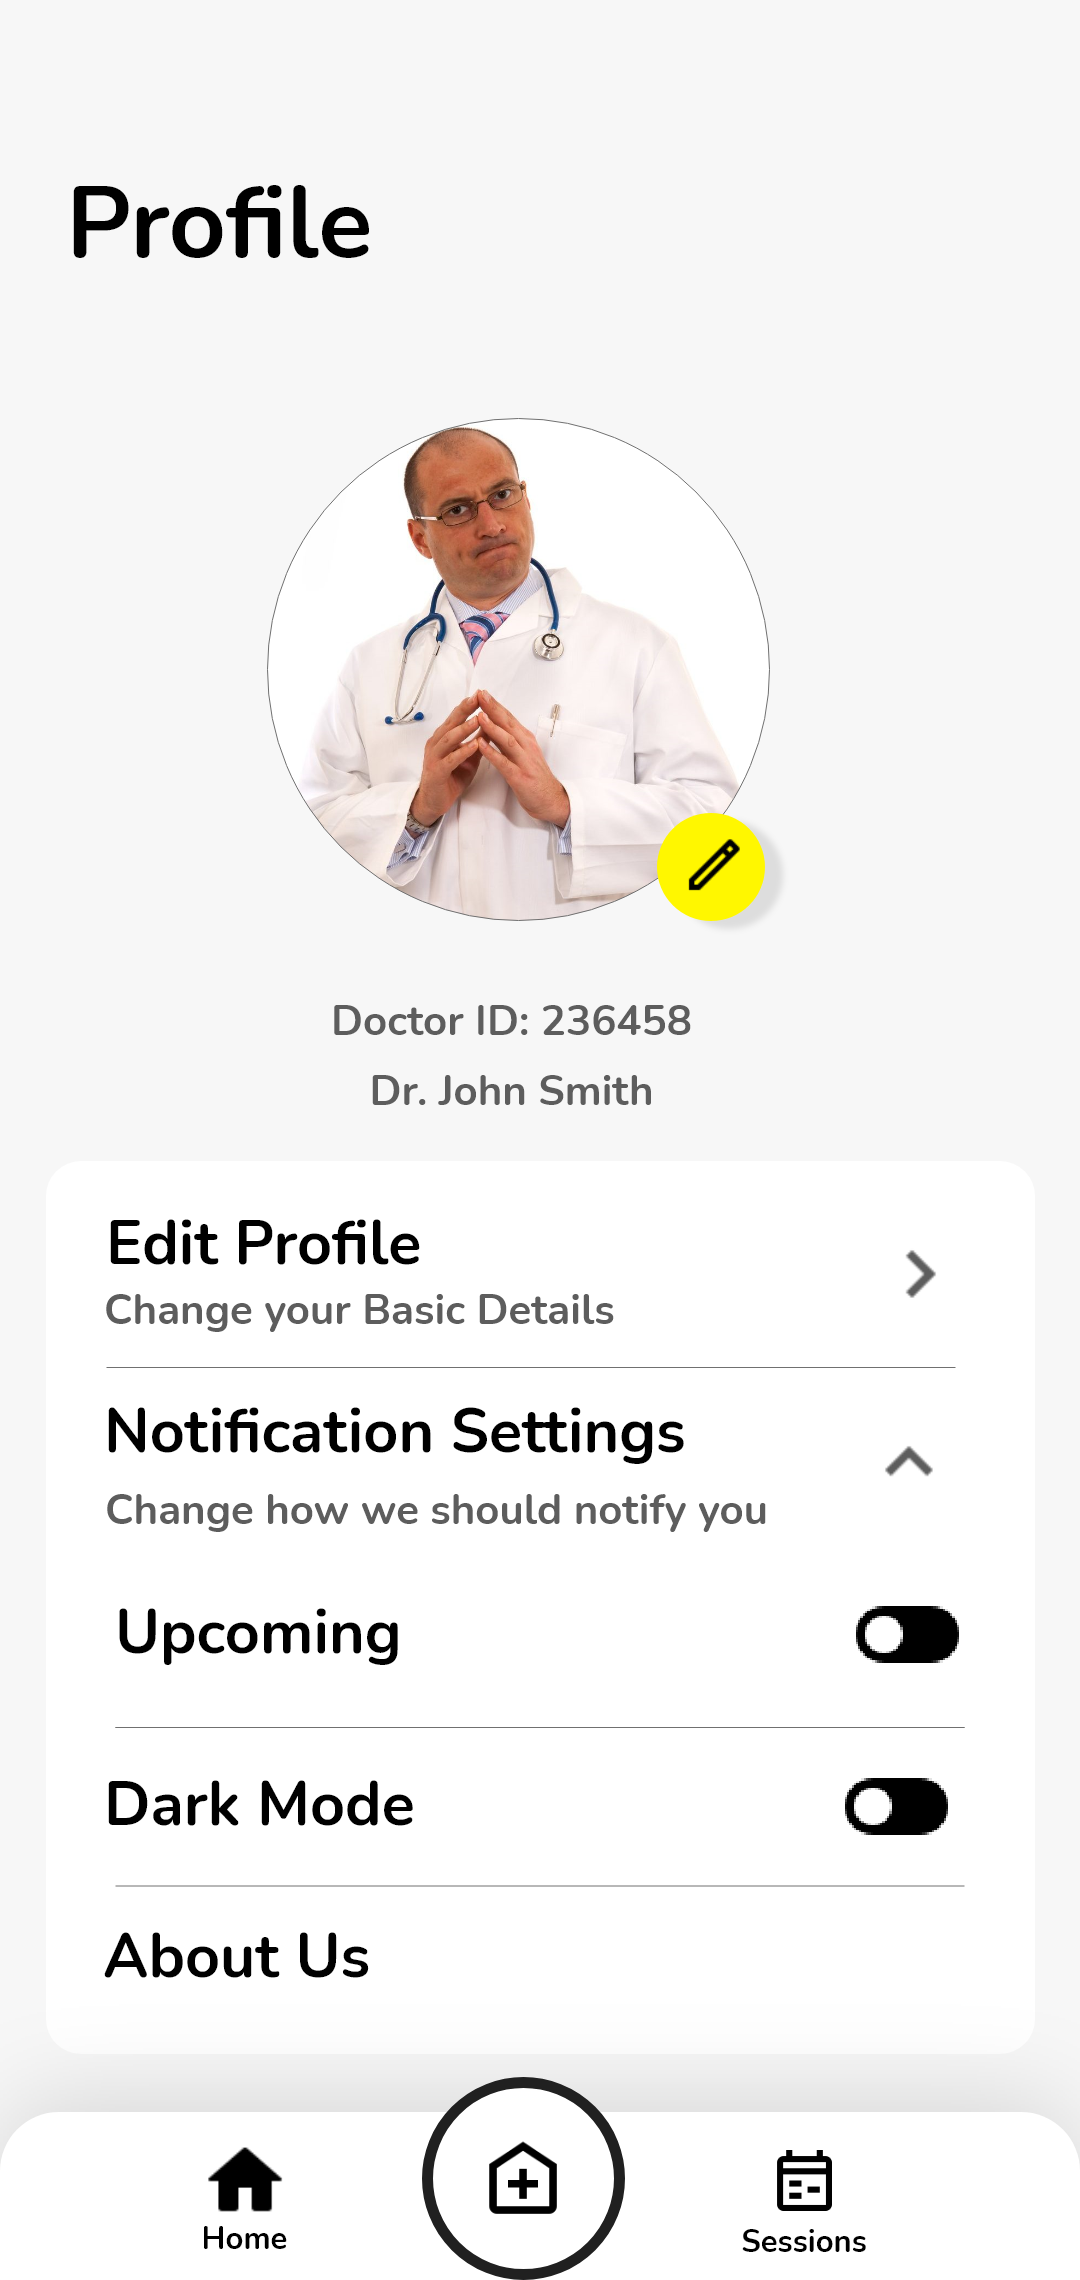 Profile
Doctor ID: 236458
Dr. John Smith
Edit Profile
Change your Basic Details
Notification Settings
Change how we should notify you
Upcoming
Dark Mode
About Us
Home
Sessions